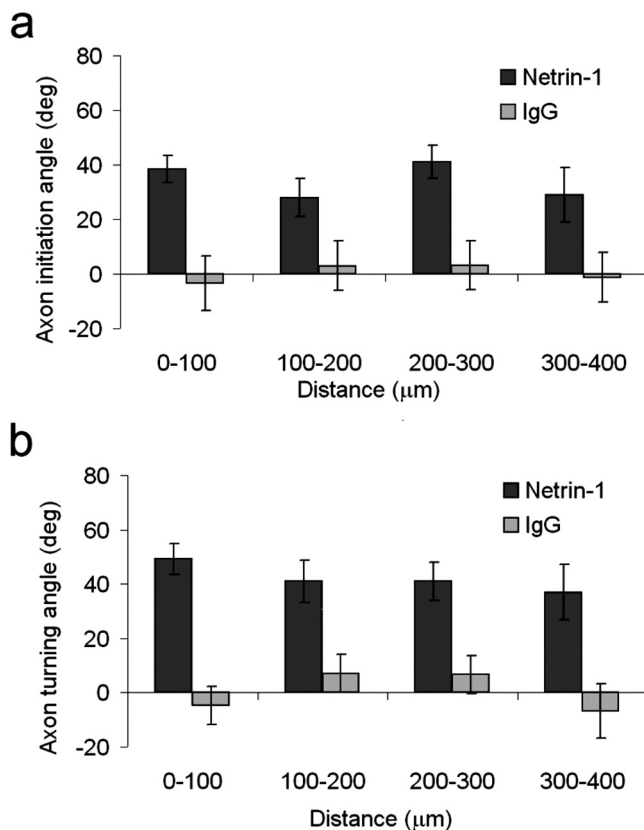 a
Axon initiation angle (deg)
80
60
40
20
0
-20
Netrin-1
IgG
0-100 100-200 200-300 300-400
Distance (μm)
b
Axon turning angle (deg)
80
60
40
20
0
-20
Netrin-1
IgG
0-100 100-200 200-300 300-400
Distance (μm)